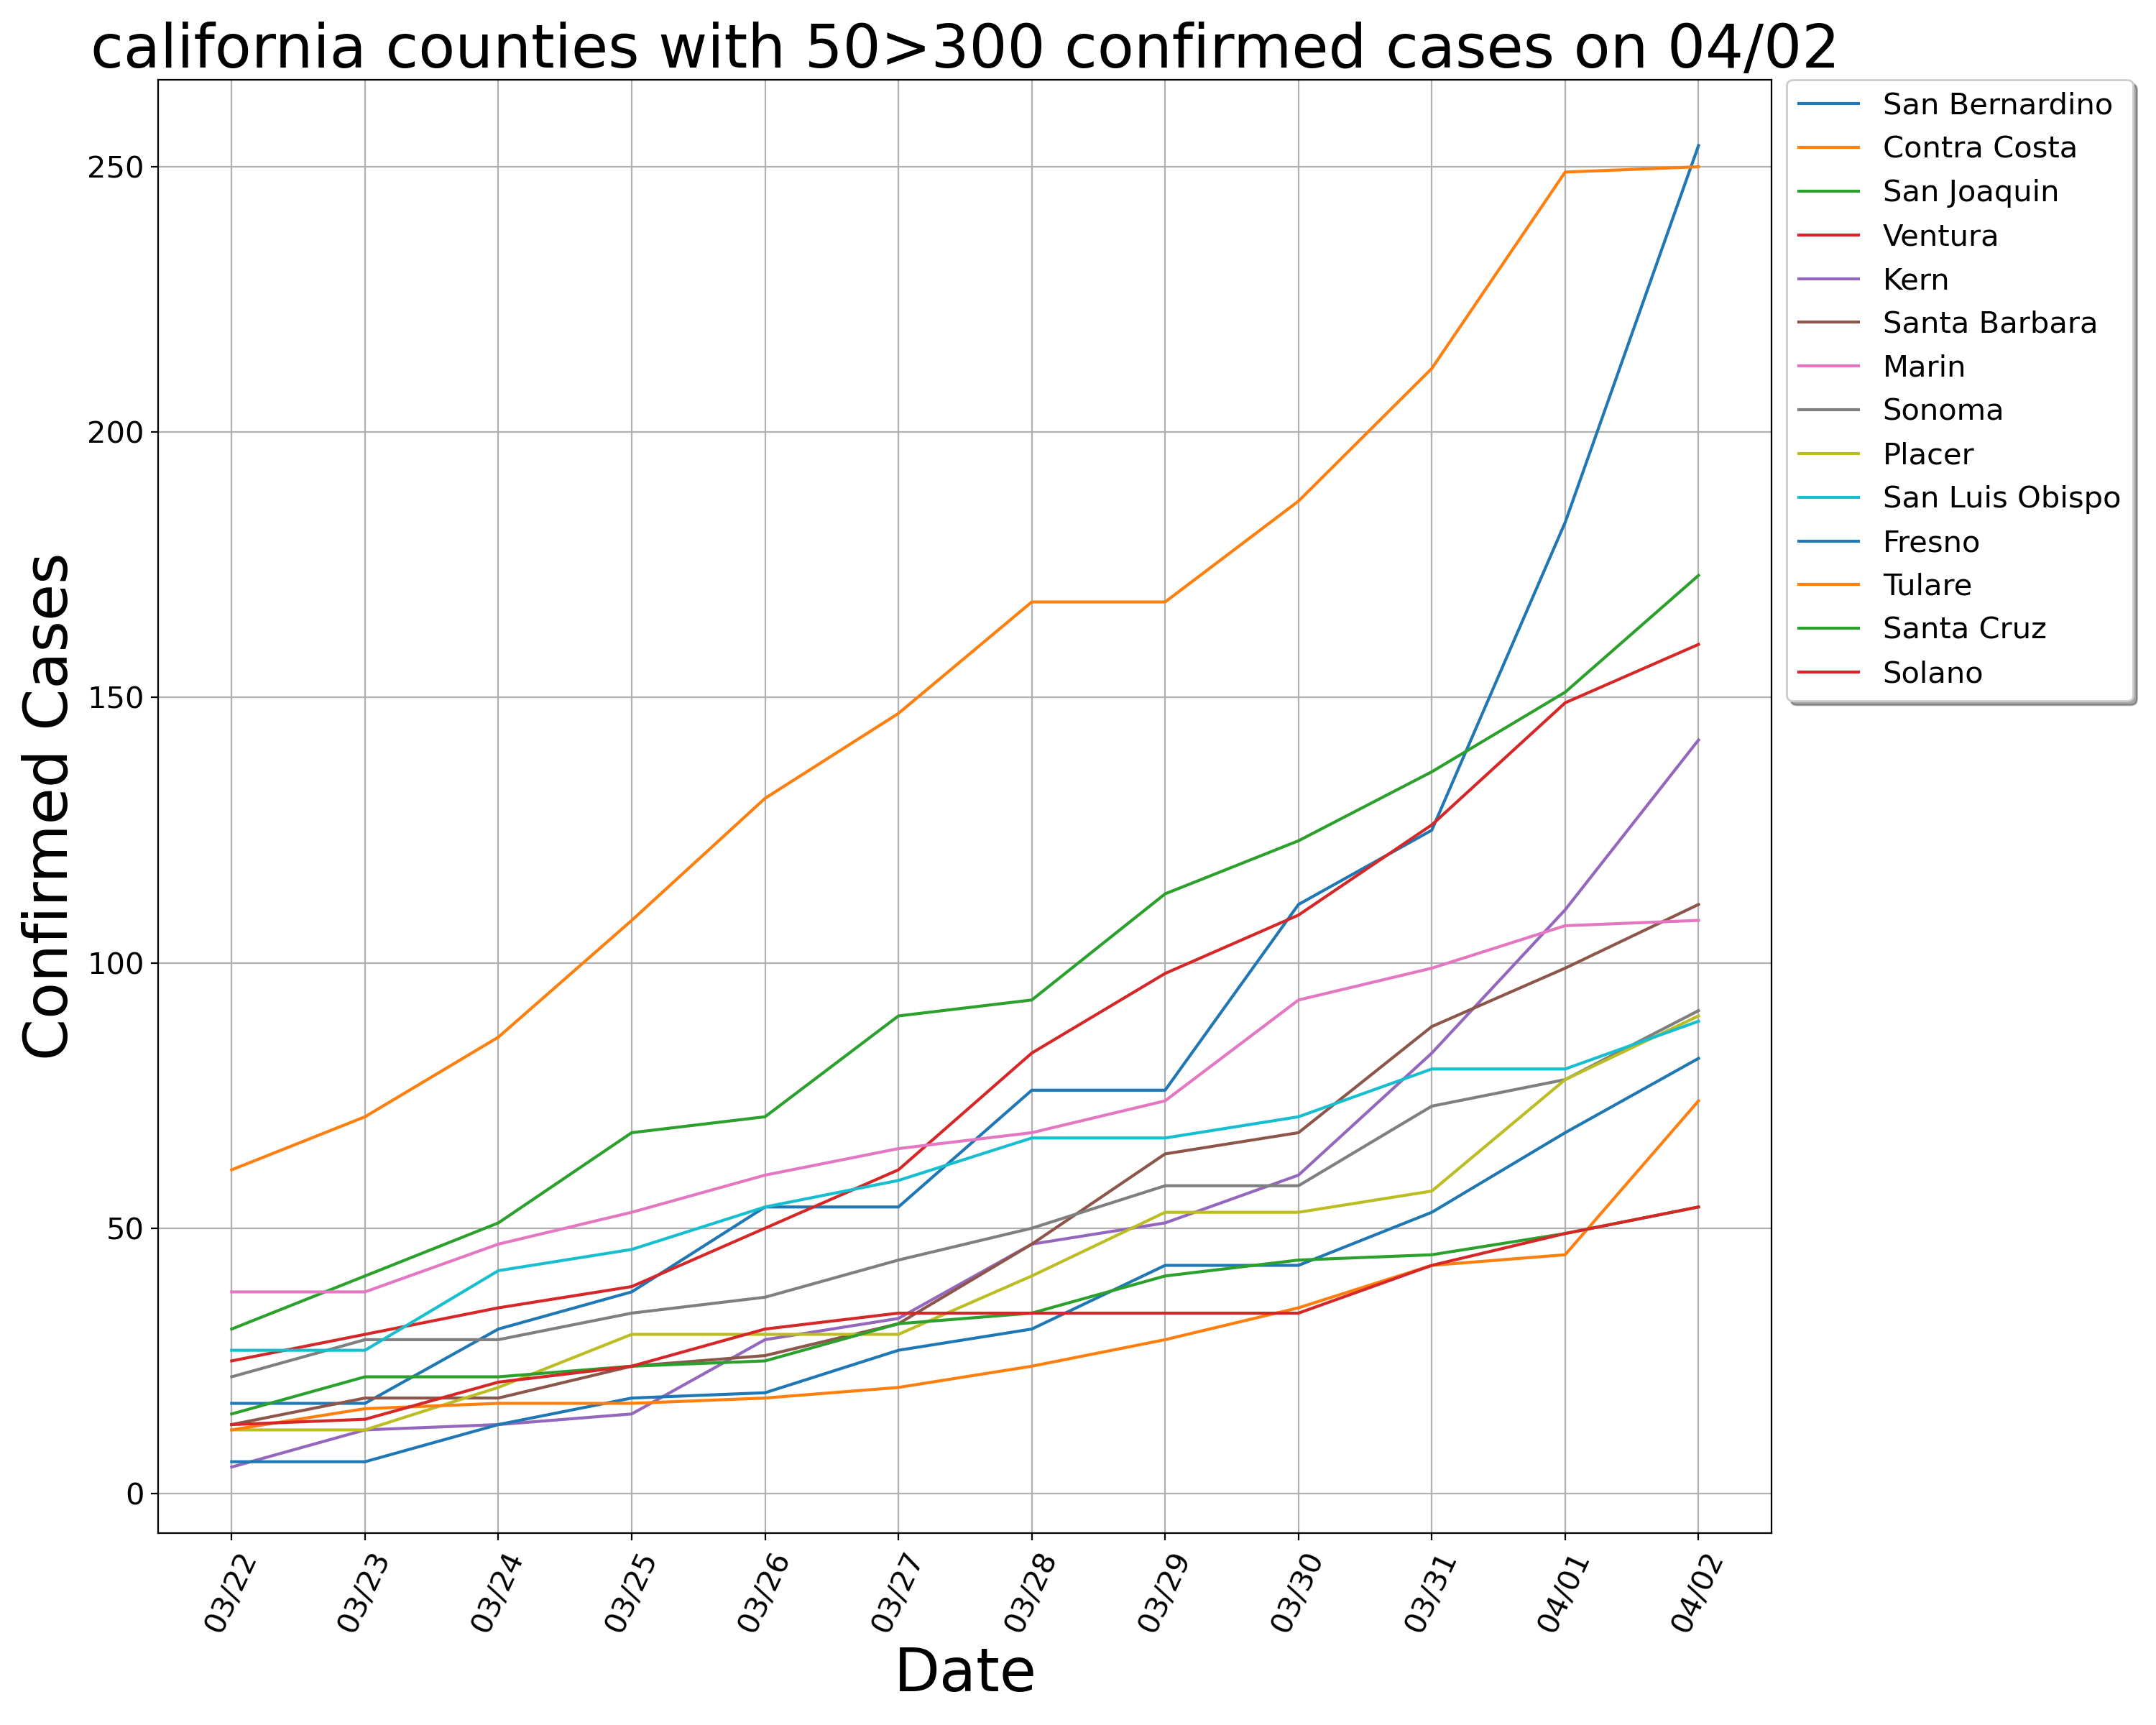 california counties with 50>300 confirmed cases on 04/02
Confirmed Cases
250
200
150
100
50
0
03/22
03/23
03/24
03/25
03/26
03/27
03/28
03/29
03/30
03/31
04/01
04/02
Date
San Bernardino
Contra Costa
San Joaquin
Ventura
Kern
Santa Barbara
Marin
Sonoma
Placer
San Luis Obispo
Fresno
Tulare
Santa Cruz
Solano